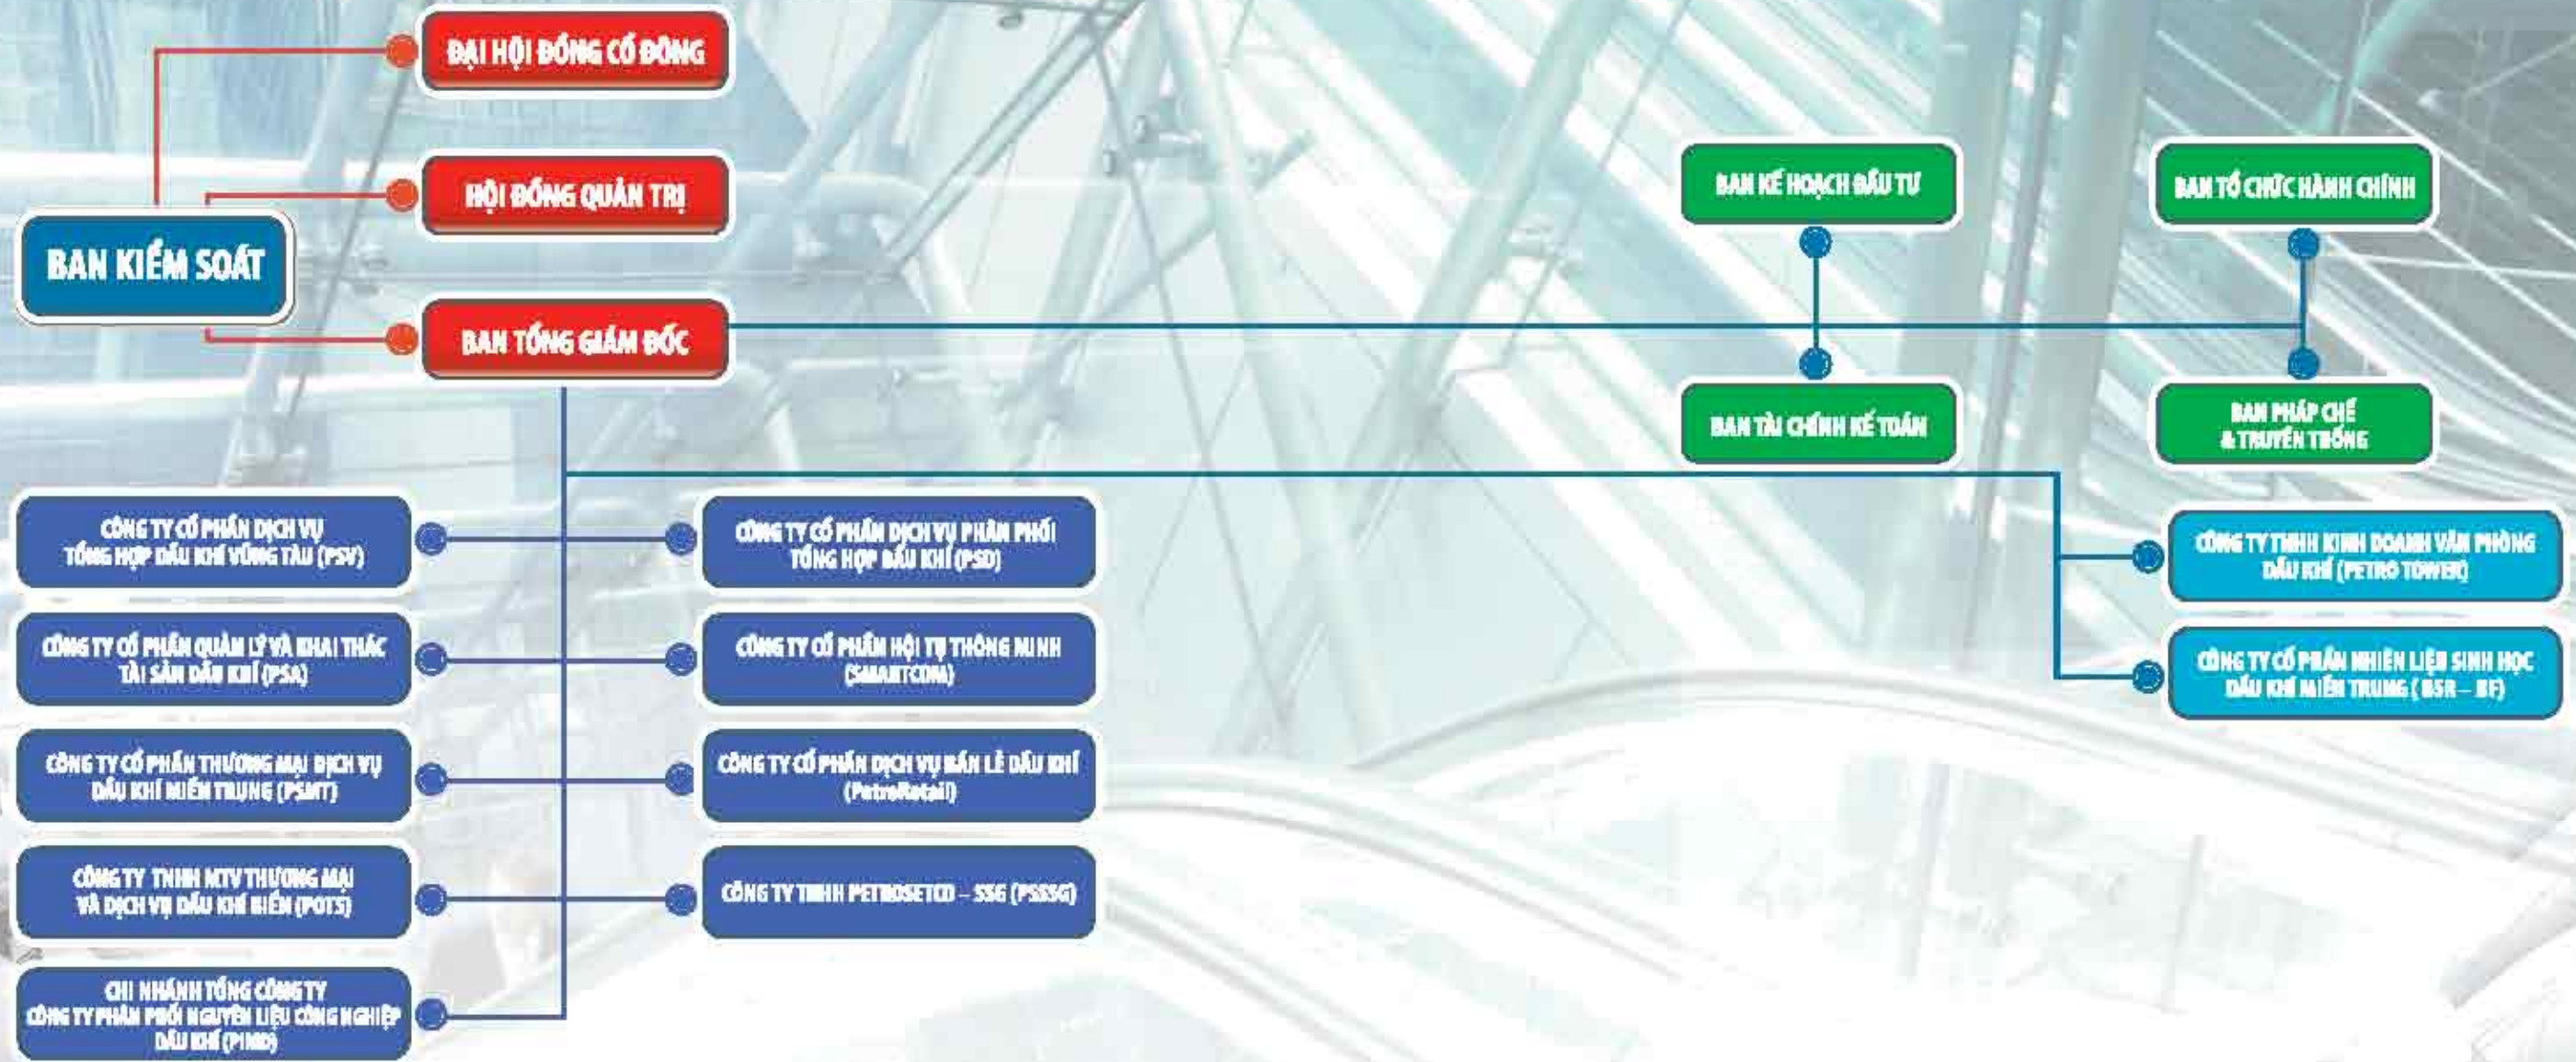 ĐẠI HỘI ĐỒNG CỔ ĐÔNG
HỘI ĐỒNG QUẢN TRỊ
BAN KIỂM SOÁT
BAN TỔNG GIÁM ĐỐC
BAN KẾ HOẠCH ĐẦU TƯ
BAN TỔ CHỨC HÀNH CHÍNH
BAN TÀI CHÍNH KẾ TOÁN
BAN PHÁP CHẾ
& TRUYỀN THÔNG
CÔNG TY CỔ PHẦN DỊCH VỤ
TỔNG HỢP DẦU KHÍ VŨNG TÀU (PSV)
CÔNG TY CỔ PHẦN QUẢN LÝ VÀ KHAI THÁC
TÀI SẢN DẦU KHÍ (PSA)
CÔNG TY CỔ PHẦN THƯƠNG MẠI DỊCH VỤ
DẦU KHÍ MIỀN TRUNG (PSMT)
CÔNG TY TNHH MTV THƯƠNG MẠI
VÀ DỊCH VỤ DẦU KHÍ BIỂN (POTS)
CHI NHÁNH TỔNG CÔNG TY
CÔNG TY PHÂN PHỐI NGUYÊN LIỆU CÔNG NGHIỆP
DẦU KHÍ (PIMD)
CÔNG TY CỔ PHẦN DỊCH VỤ PHÂN PHỐI
TỔNG HỢP DẦU KHÍ (PSD)
CÔNG TY CỔ PHẦN HỘI TỤ THÔNG MINH
(SMARTCOM)
CÔNG TY CỔ PHẦN DỊCH VỤ BÁN LẺ DẦU KHÍ
(PetroRetail)
CÔNG TY TNHH PETROSETCO – SSG (PSSSG)
CÔNG TY TNHH KINH DOANH VĂN PHÒNG
DẦU KHÍ (PETRO TOWER)
CÔNG TY CỔ PHẦN NHIÊN LIỆU SINH HỌC
DẦU KHÍ MIỀN TRUNG ( BSR – BF)